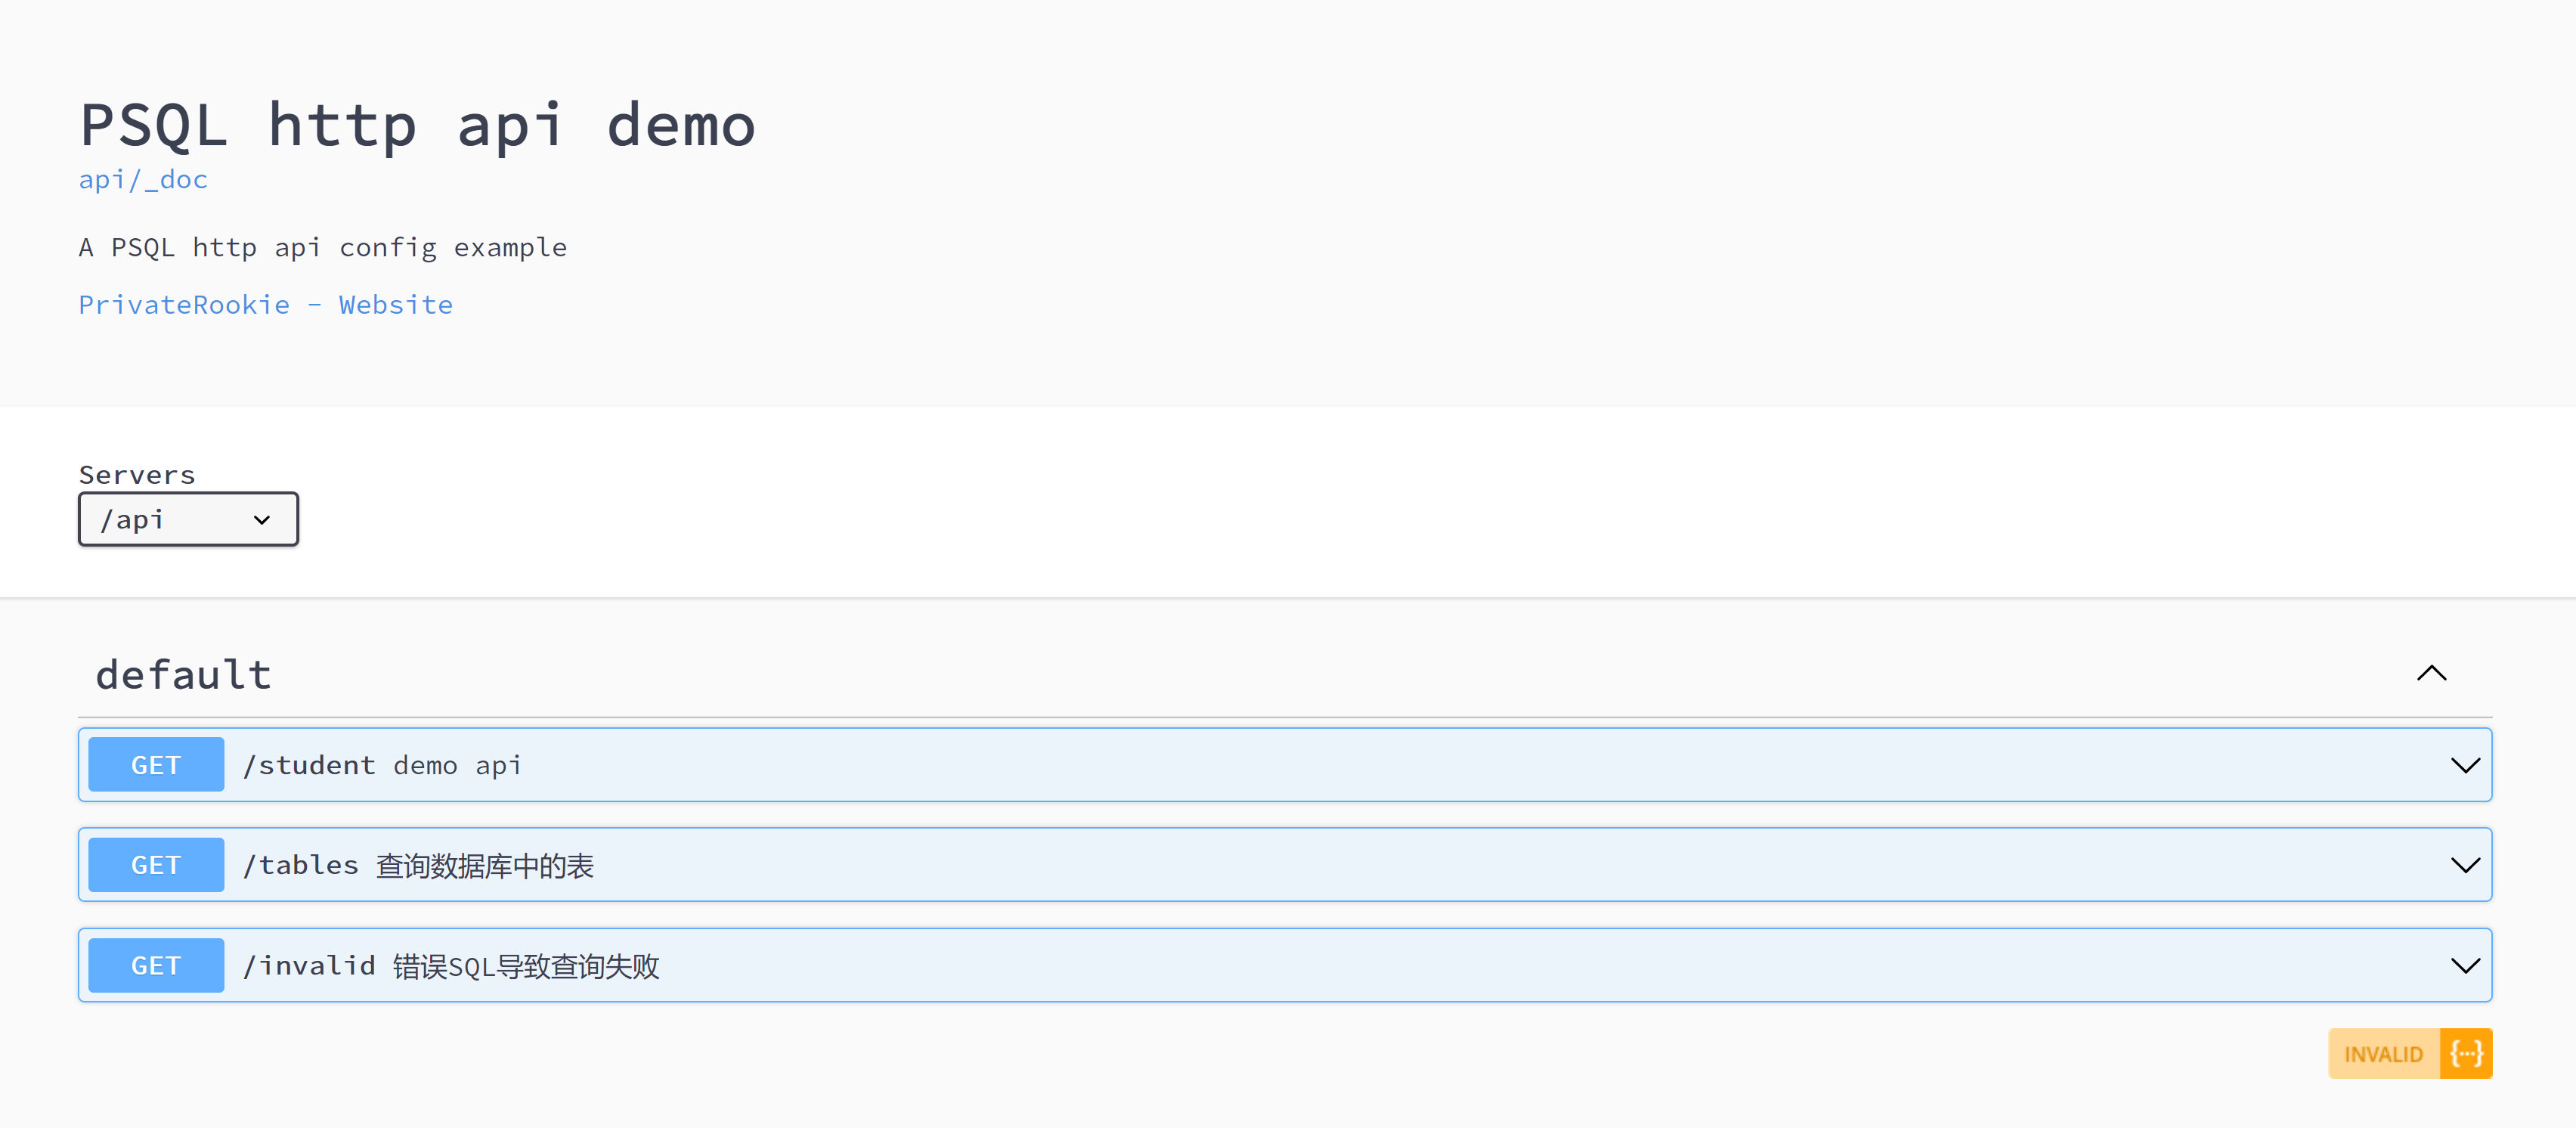 PSQL http api demo
api/_doc
A PSQL http api config example
PrivateRookie - Website
Servers
/api
default
GET /student demo api
GET /tables 查询数据库中的表
GET /invalid 错误SQL导致查询失败
INVALID {...}